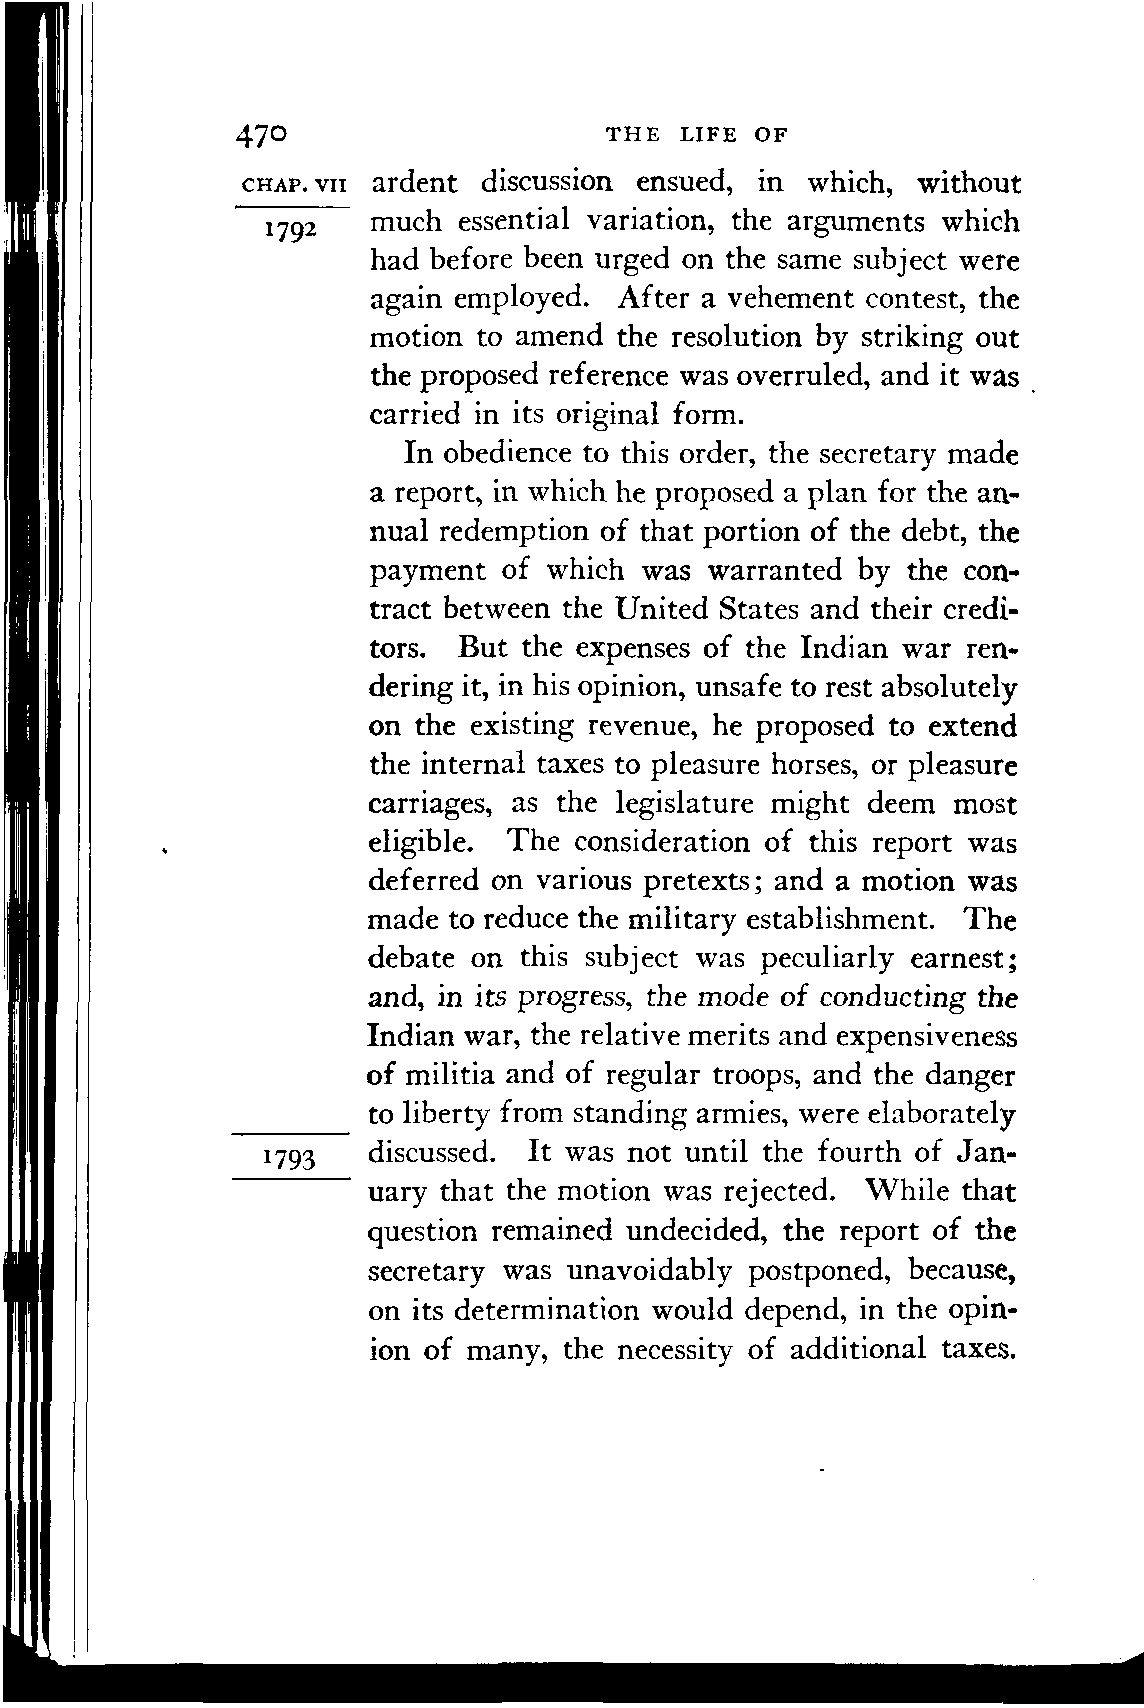 470 THE LIFE OF
CHAP. VII ardent discussion ensued, in which, without
1792 much essential variation, the arguments which
had before been urged on the same subject were
again employed. After a vehement contest, the
motion to amend the resolution by striking out
the proposed reference was overruled, and it was
carried in its original form.
In obedience to this order, the secretary made
a report, in which he proposed a plan for the an-
nual redemption of that portion of the debt, the
payment of which was warranted by the con-
tract between the United States and their credi-
tors. But the expenses of the Indian war ren-
dering it, in his opinion, unsafe to rest absolutely
on the existing revenue, he proposed to extend
the internal taxes to pleasure horses, or pleasure
carriages, as the legislature might deem most
eligible. The consideration of this report was
deferred on various pretexts; and a motion was
made to reduce the military establishment. The
debate on this subject was peculiarly earnest;
and, in its progress, the mode of conducting the
Indian war, the relative merits and expensiveness
of militia and of regular troops, and the danger
to liberty from standing armies, were elaborately
1793 discussed. It was not until the fourth of Jan-
uary that the motion was rejected. While that
question remained undecided, the report of the
secretary was unavoidably postponed, because,
on its determination would depend, in the opin-
ion of many, the necessity of additional taxes.